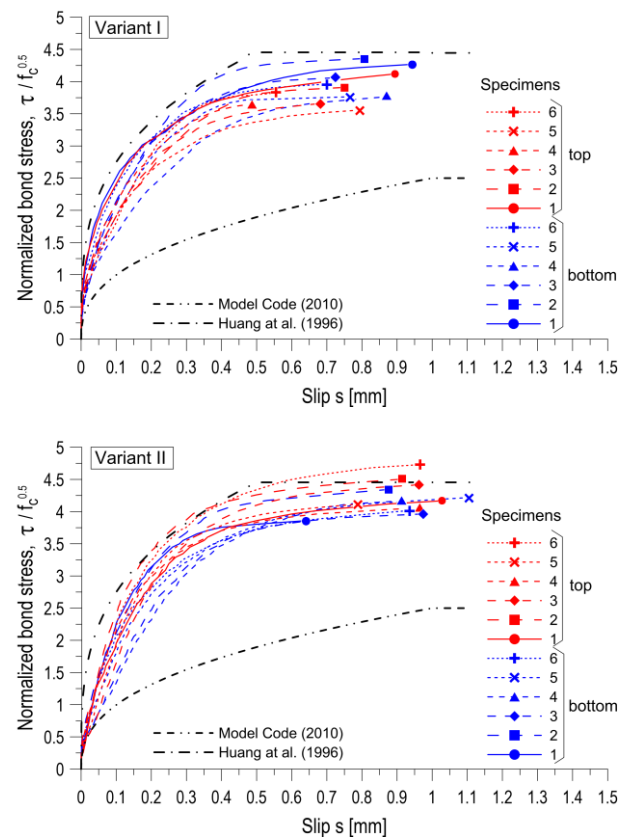 Variant I
Normalized bond stress, τ / f_c^0.5
5
4.5
4
3.5
3
2.5
2
1.5
1
0.5
0
0 0.1 0.2 0.3 0.4 0.5 0.6 0.7 0.8 0.9 1 1.1 1.2 1.3 1.4 1.5
Slip s [mm]
Model Code (2010)
Huang at al. (1996)
Specimens
6
5
4
3
2
1
top
6
5
4
3
2
1
bottom
Variant II
Normalized bond stress, τ / f_c^0.5
5
4.5
4
3.5
3
2.5
2
1.5
1
0.5
0
0 0.1 0.2 0.3 0.4 0.5 0.6 0.7 0.8 0.9 1 1.1 1.2 1.3 1.4 1.5
Slip s [mm]
Model Code (2010)
Huang at al. (1996)
Specimens
6
5
4
3
2
1
top
6
5
4
3
2
1
bottom